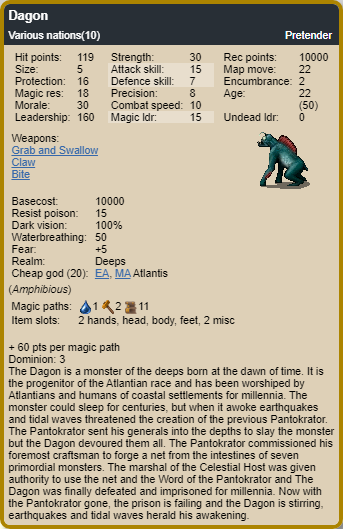 Dagon
Various nations(10) Pretender
Hit points: 119 Strength: 30 Rec points: 10000
Size: 5 Attack skill: 15 Map move: 22
Protection: 16 Defence skill: 7 Encumbrance: 2
Magic res: 18 Precision: 8 Age: 22
Morale: 30 Combat speed: 10 (50)
Leadership: 160 Magic ldr: 15 Undead ldr: 0
Weapons:
Grab and Swallow
Claw
Bite
Basecost: 10000
Resist poison: 15
Dark vision: 100%
Waterbreathing: 50
Fear: +5
Realm: Deeps
Cheap god (20): EA, MA Atlantis
(Amphibious)
Magic paths: 1 2 11
Item slots: 2 hands, head, body, feet, 2 misc
+ 60 pts per magic path
Dominion: 3
The Dagon is a monster of the deeps born at the dawn of time. It is
the progenitor of the Atlantian race and has been worshiped by
Atlantians and humans of coastal settlements for millennia. The
monster could sleep for centuries, but when it awoke earthquakes
and tidal waves threatened the creation of the previous Pantokrator.
The Pantokrator sent his generals into the depths to slay the monster
but the Dagon devoured them all. The Pantokrator commissioned his
foremost craftsman to forge a net from the intestines of seven
primordial monsters. The marshal of the Celestial Host was given
authority to use the net and the Word of the Pantokrator and The
Dagon was finally defeated and imprisoned for millennia. Now with
the Pantokrator gone, the prison is failing and the Dagon is stirring,
earthquakes and tidal waves herald his awakening.